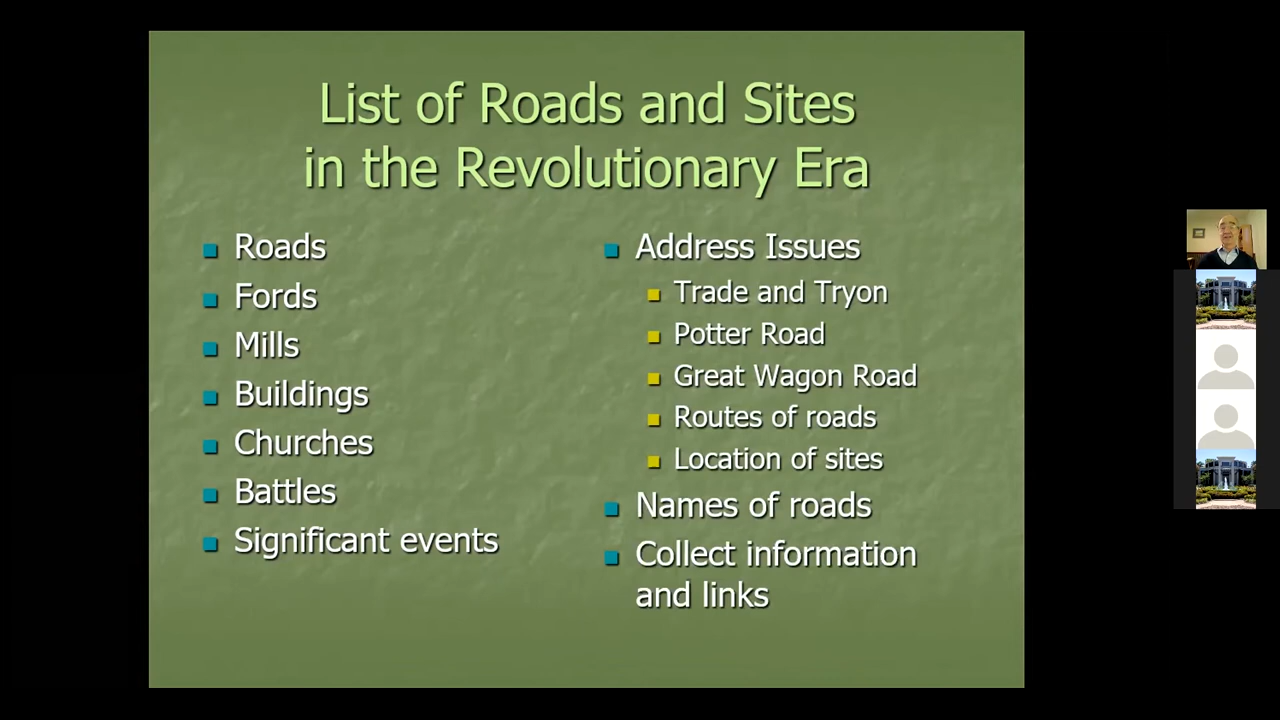 List of Roads and Sites
in the Revolutionary Era
Roads
Fords
Mills
Buildings
Churches
Battles
Significant events
Address Issues
Trade and Tryon
Potter Road
Great Wagon Road
Routes of roads
Location of sites
Names of roads
Collect information
and links